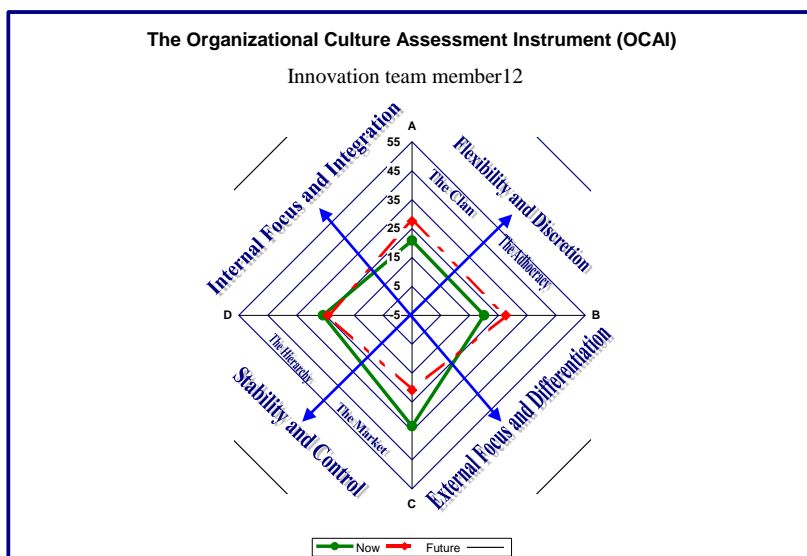 The Organizational Culture Assessment Instrument (OCAI)
Innovation team member12
A
55
45
35
25
15
5
-5
Internal Focus and Integration
Flexibility and Discretion
The Clan
The Adhocracy
D
B
The Hierarchy
The Market
Stability and Control
External Focus and Differentiation
C
Now
Future